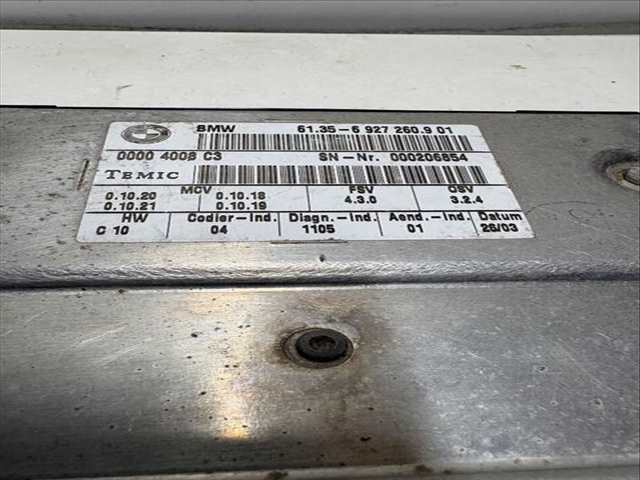 BMW 61.35-6 927 260.9 01
0000 4008 C3 SN-Nr. 000206854
TEMIC
MCV FSV OSV
0.10.20 0.10.18 4.3.0 3.2.4
0.10.21 0.10.19
HW Codier-Ind. Diagn.-Ind. Aend.-Ind. Datum
C 10 04 1105 01 26/03